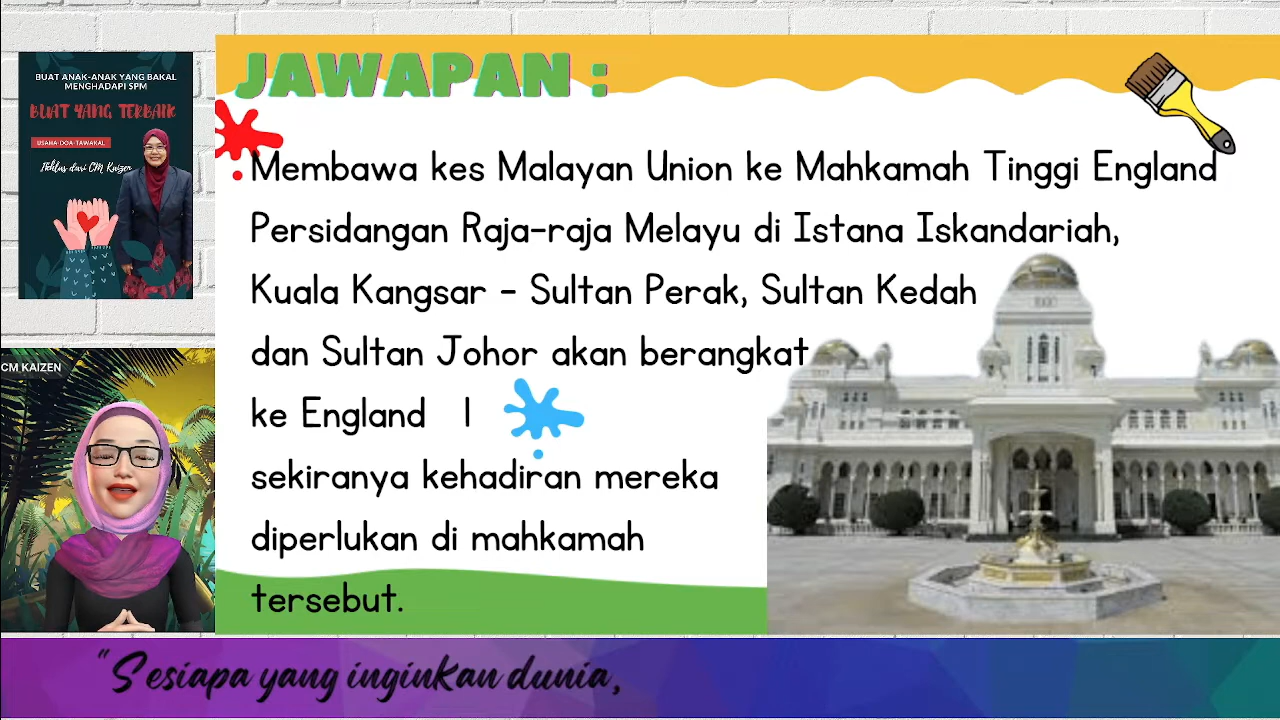 JAWAPAN :
BUAT ANAK-ANAK YANG BAKAL
MENGHADAPI SPM
BUAT YANG TERBAIK
USAHA-DOA-TAWAKAL
Ikhlas dari CM Kaizen
Membawa kes Malayan Union ke Mahkamah Tinggi England
Persidangan Raja-raja Melayu di Istana Iskandariah,
Kuala Kangsar - Sultan Perak, Sultan Kedah
dan Sultan Johor akan berangkat
ke England l
sekiranya kehadiran mereka
diperlukan di mahkamah
tersebut.
CM KAIZEN
"Sesiapa yang inginkan dunia,